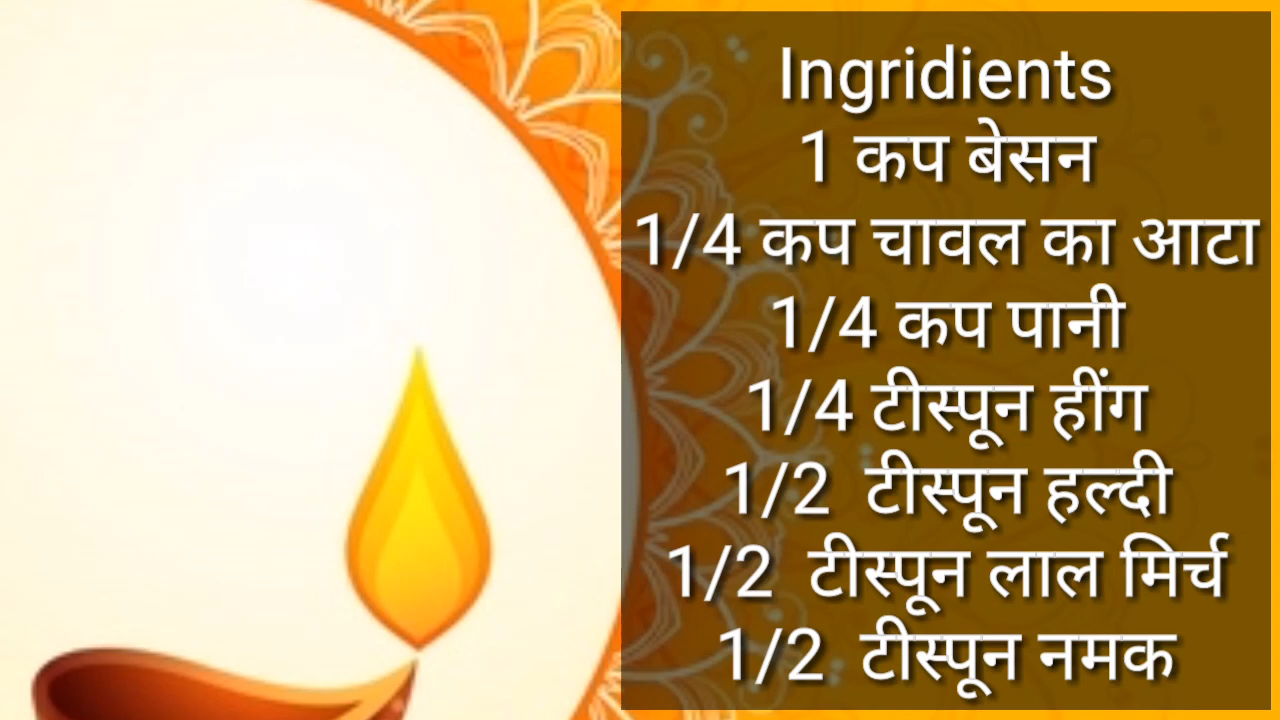 Ingridients
1 कप बेसन
1/4 कप चावल का आटा
1/4 कप पानी
1/4 टीस्पून हींग
1/2 टीस्पून हल्दी
1/2 टीस्पून लाल मिर्च
1/2 टीस्पून नमक